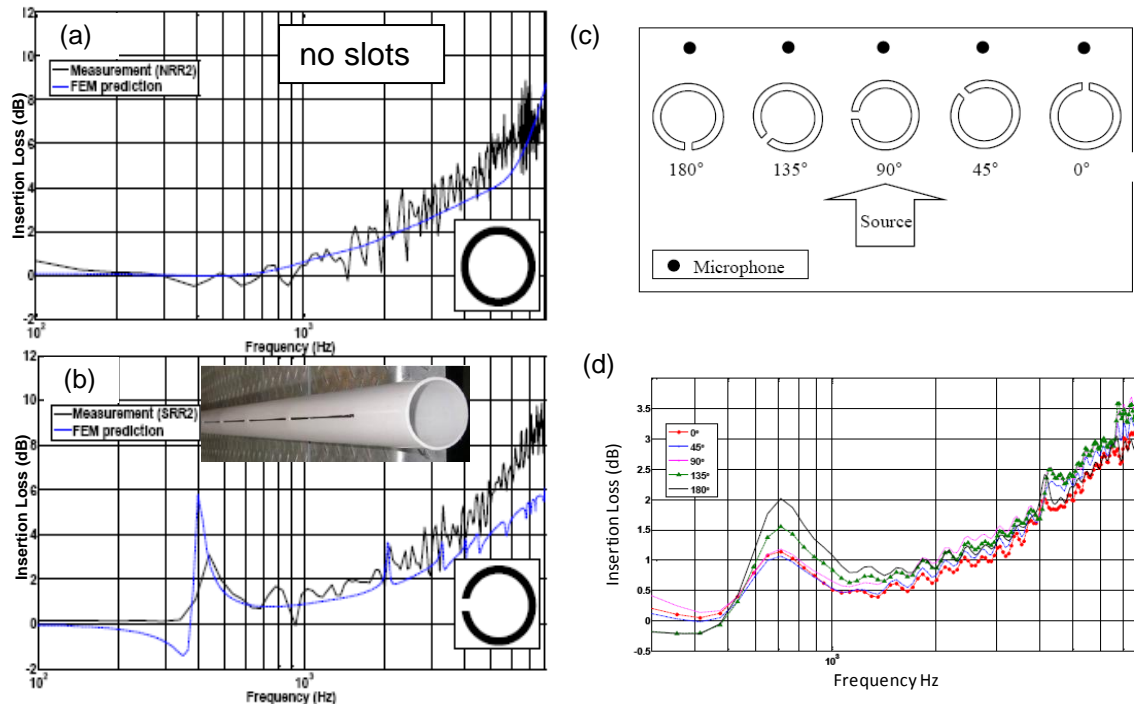 (a)
no slots
Measurement (NRR2)
FEM prediction
Insertion Loss (dB)
12
10
8
6
4
2
0
-2
10²
10³
Frequency (Hz)
(b)
Measurement (SRR2)
FEM prediction
Insertion Loss (dB)
12
10
8
6
4
2
0
-2
10²
10³
Frequency (Hz)
(c)
180°
135°
90°
45°
0°
Source
Microphone
(d)
0°
45°
90°
135°
180°
Insertion Loss (dB)
3.5
3
2.5
2
1.5
1
0.5
0
10³
Frequency Hz